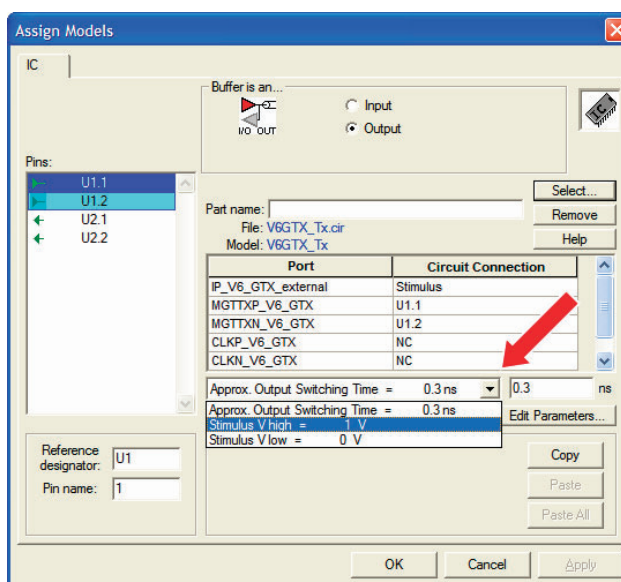 Assign Models
IC
Buffer is an...
I/O OUT
Input
Output
IC
Pins:
U1.1
U1.2
U2.1
U2.2
Select...
Part name:
Remove
File: V6GTX_Tx.cir
Model: V6GTX_Tx
Help
Port Circuit Connection
IP_V6_GTX_external Stimulus
MGTTXP_V6_GTX U1.1
MGTTXN_V6_GTX U1.2
CLKP_V6_GTX NC
CLKN_V6_GTX NC
Approx. Output Switching Time = 0.3 ns 0.3 ns
Approx. Output Switching Time = 0.3 ns
Stimulus V high = 1 V
Stimulus V low = 0 V
Edit Parameters...
Reference designator: U1
Pin name: 1
Copy
Paste
Paste All
OK Cancel Apply